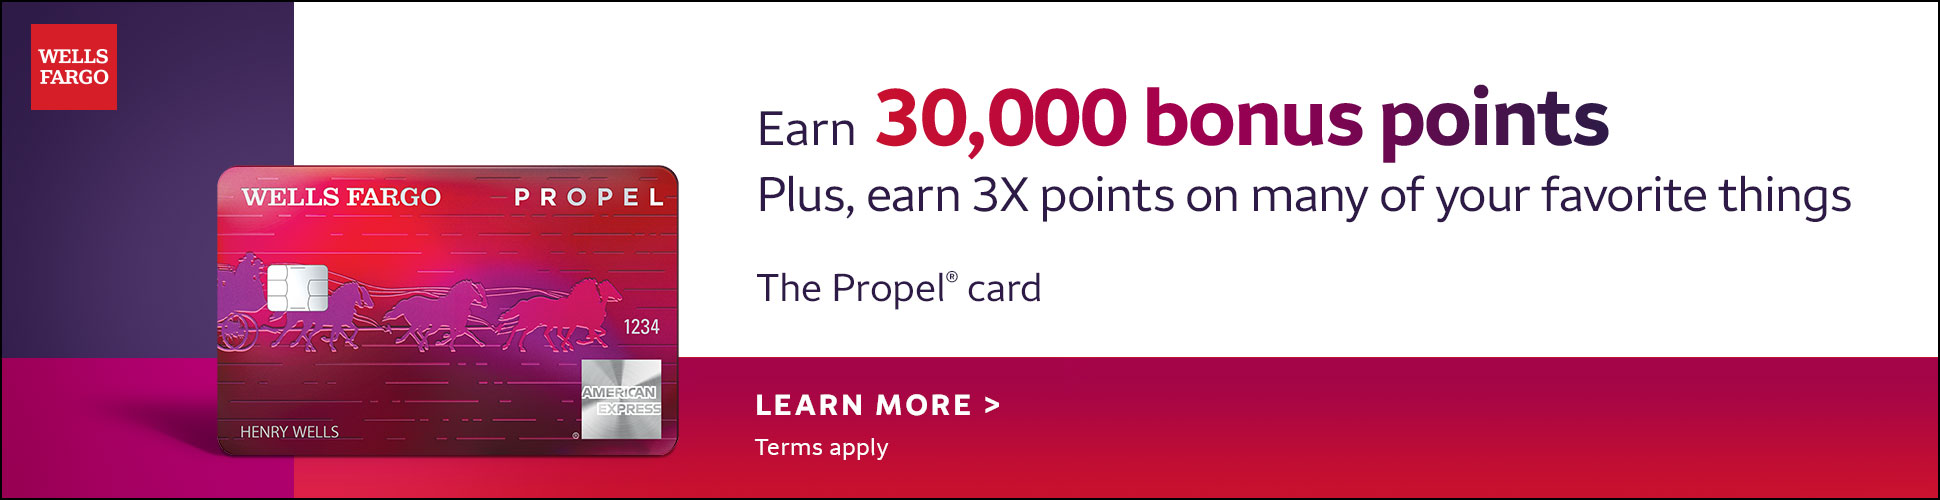 WELLS
FARGO
Earn 30,000 bonus points
Plus, earn 3X points on many of your favorite things
The Propel® card
WELLS FARGO PROPEL
1234
AMERICAN
EXPRESS
®
HENRY WELLS
LEARN MORE >
Terms apply